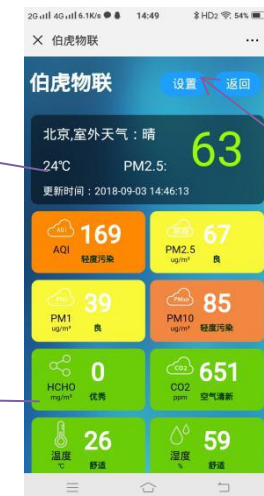 2G 4G 6.1K/s 14:49 HD2 54%
× 伯虎物联 ...
伯虎物联 设置 返回
北京,室外天气：晴
24℃ PM2.5: 63
更新时间：2018-09-03 14:46:13
AQI 169
AQI 轻度污染
67
PM2.5
ug/m³ 良
39
PM1
ug/m³ 良
PM10 85
PM10
ug/m³ 轻度污染
0
HCHO
mg/m³ 优秀
CO2 651
CO2
ppm 空气清新
26
温度
℃ 舒适
59
湿度
% 舒适